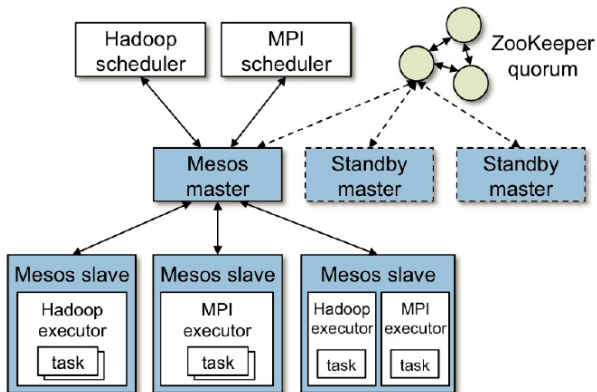 Hadoop
scheduler
MPI
scheduler
ZooKeeper
quorum
Mesos
master
Standby
master
Standby
master
Mesos slave
Hadoop
executor
task
Mesos slave
MPI
executor
task
Mesos slave
Hadoop
executor
task
MPI
executor
task